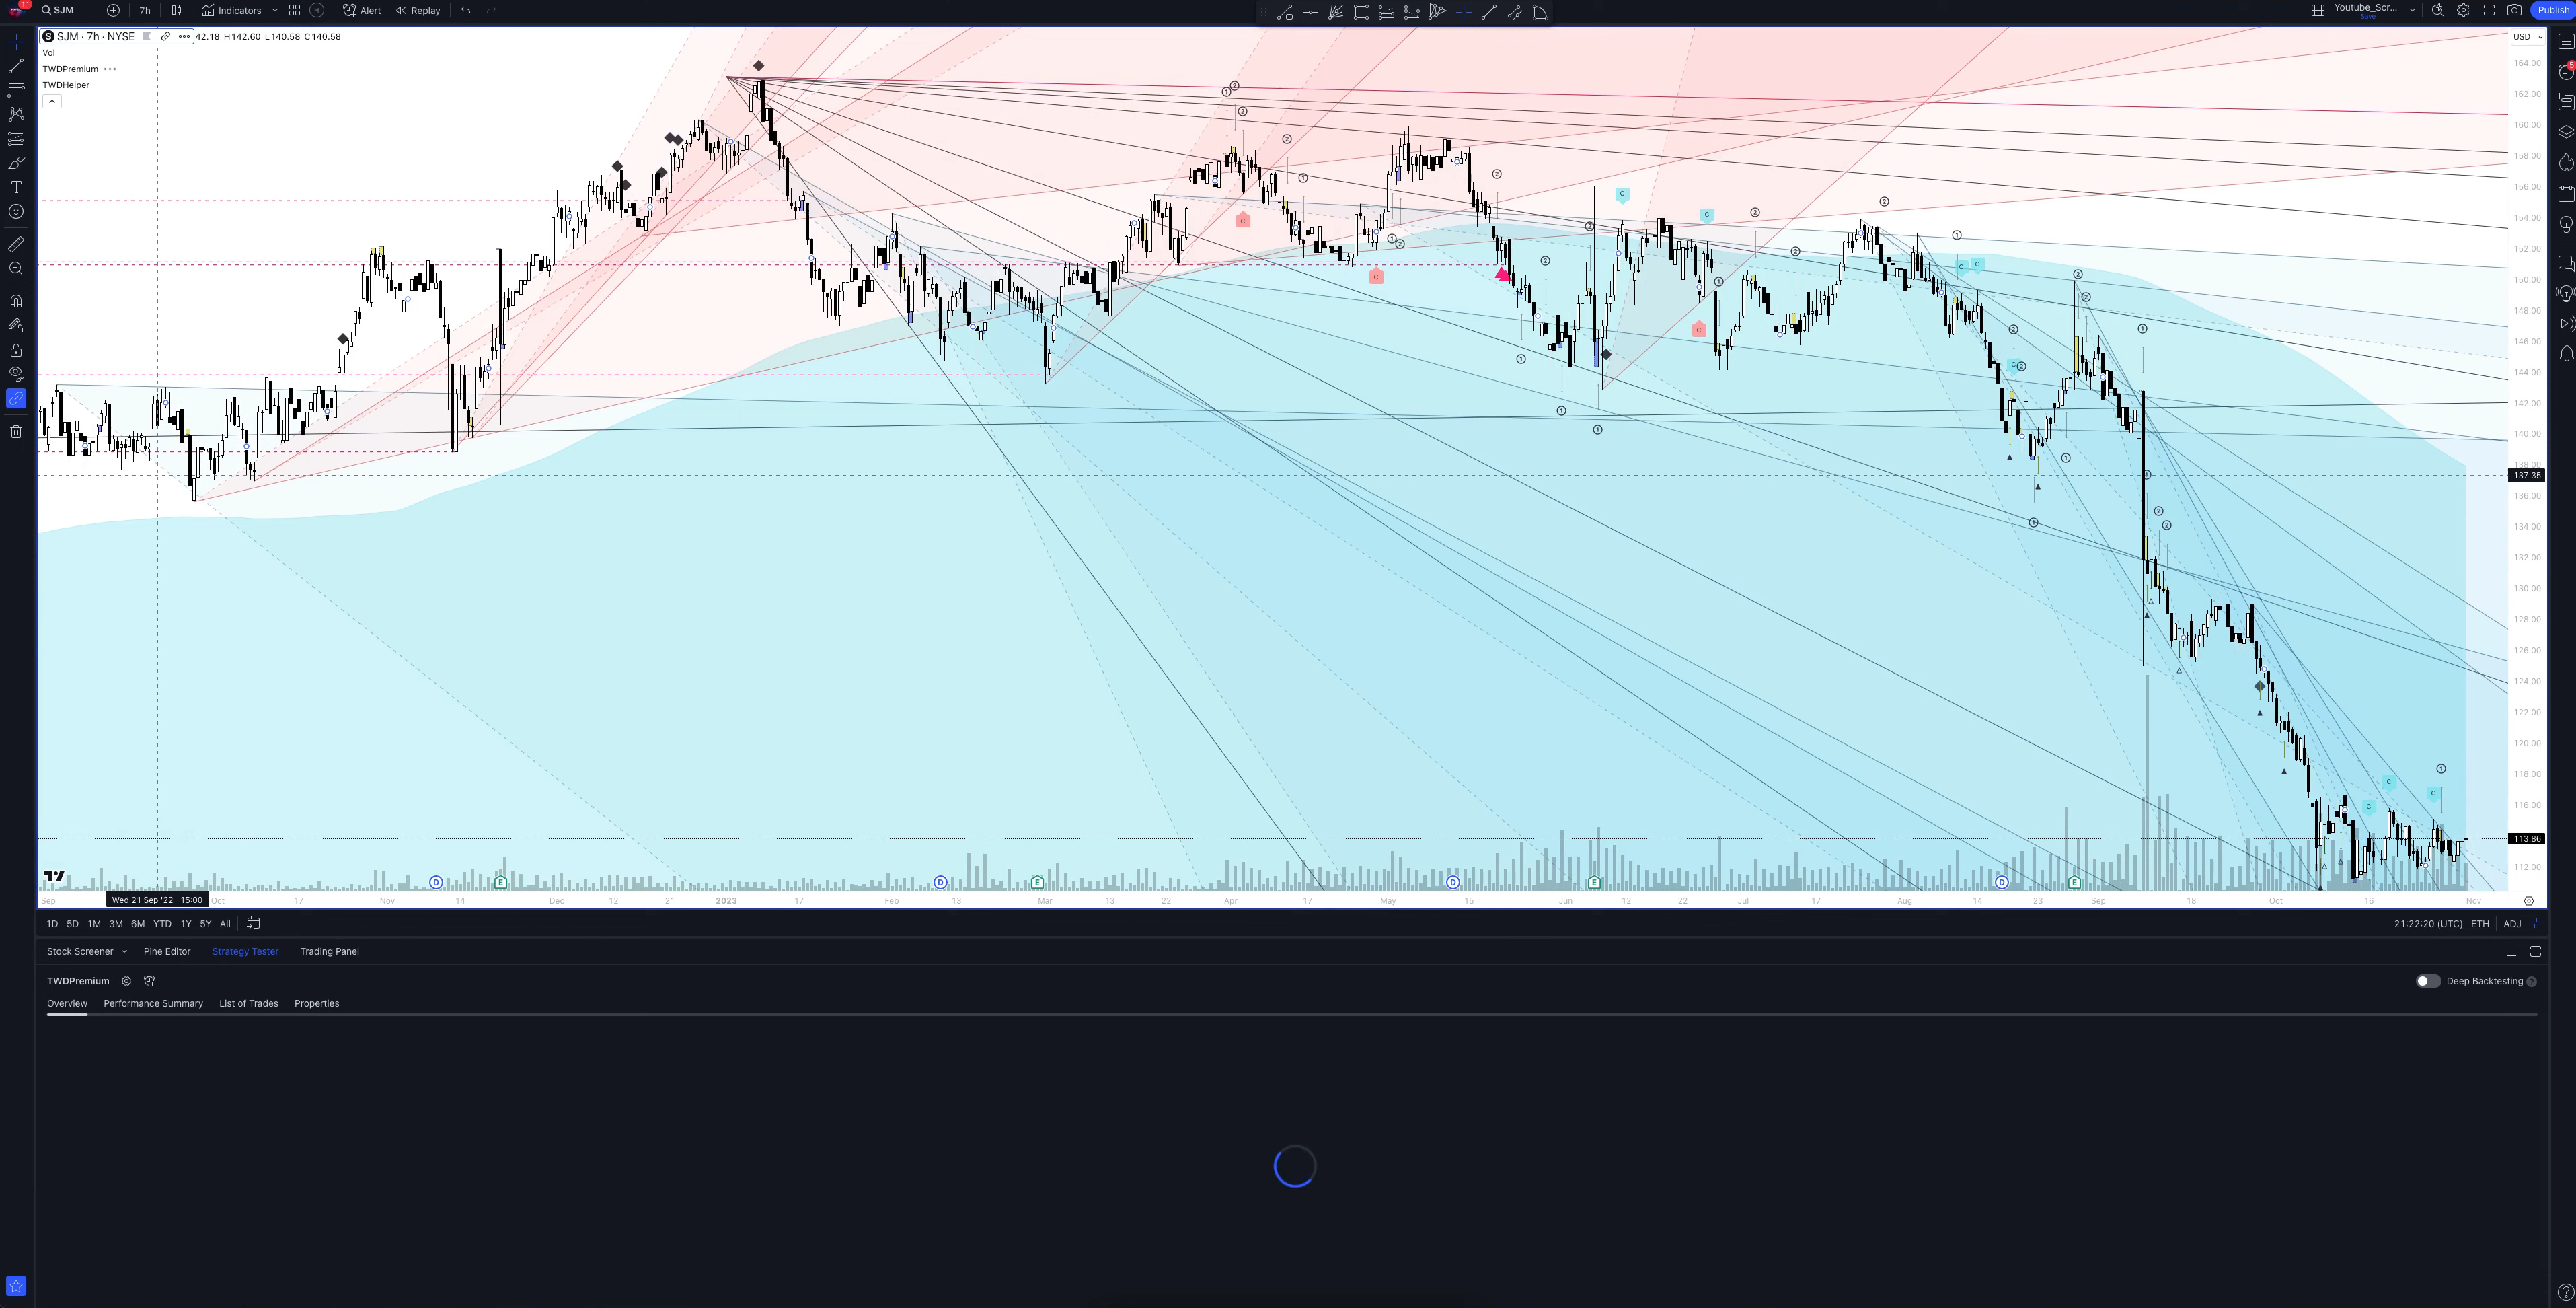 11
SJM
7h
Indicators
H
Alert
Replay
Youtube_Scr...
Save
Publish
S SJM · 7h · NYSE
42.18 H142.60 L140.58 C140.58
USD
Vol
TWDPremium
TWDHelper
164.00
162.00
160.00
158.00
156.00
154.00
152.00
150.00
148.00
146.00
144.00
142.00
140.00
138.00
137.35
136.00
134.00
132.00
130.00
128.00
126.00
124.00
122.00
120.00
118.00
116.00
113.86
112.00
5
D E D E D E D E
Sep Wed 21 Sep '22 15:00 Oct 17 Nov 14 Dec 12 21 2023 17 Feb 13 Mar 13 22 Apr 17 May 15 Jun 12 22 Jul 17 Aug 14 23 Sep 18 Oct 16 Nov
1D 5D 1M 3M 6M YTD 1Y 5Y All
21:22:20 (UTC) ETH ADJ
Stock Screener Pine Editor Strategy Tester Trading Panel
TWDPremium
Deep Backtesting
Overview Performance Summary List of Trades Properties